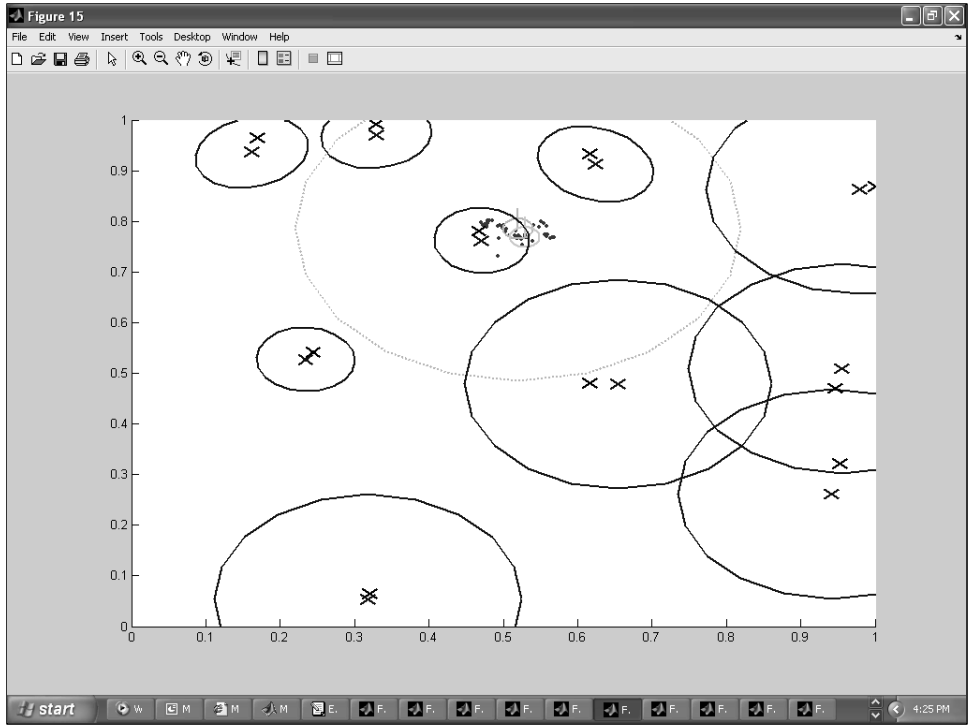 Figure 15
File Edit View Insert Tools Desktop Window Help
1
0.9
0.8
0.7
0.6
0.5
0.4
0.3
0.2
0.1
0
0 0.1 0.2 0.3 0.4 0.5 0.6 0.7 0.8 0.9 1
start W M M M E. F. F. F. F. F. F. F. F. F. F. 4:25 PM